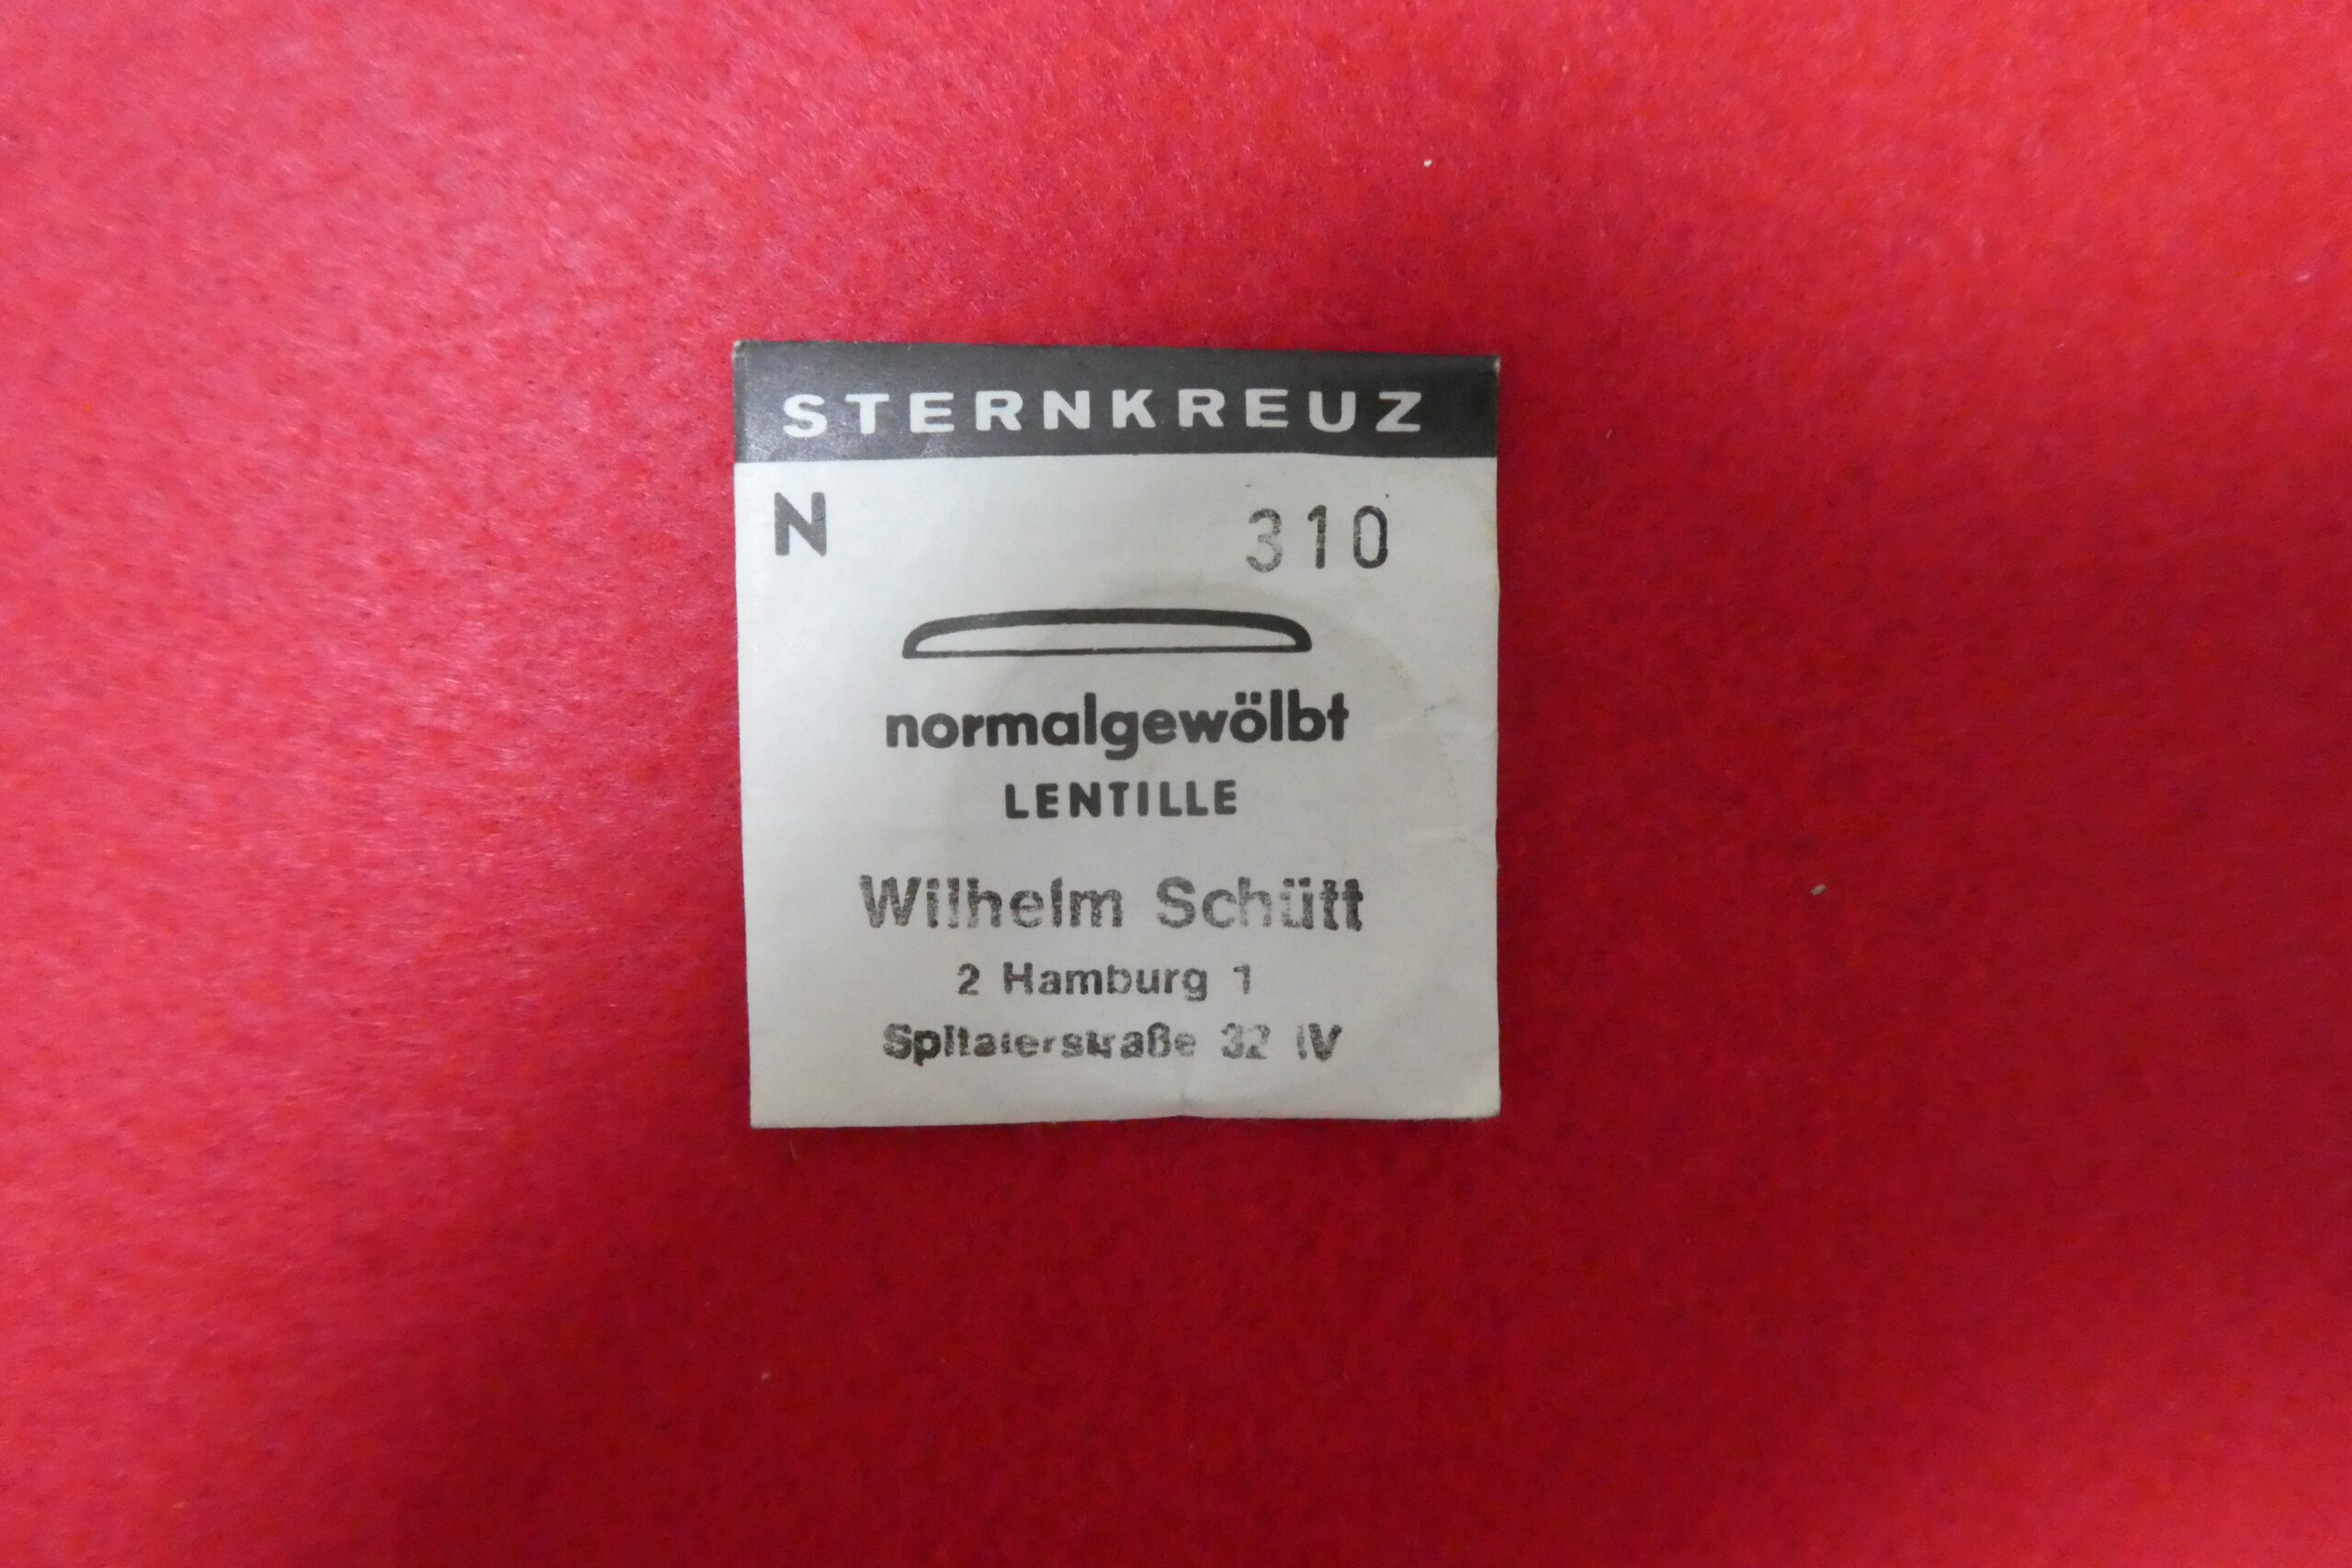 STERNKREUZ
N 310
normalgewölbt
LENTILLE
Wilhelm Schütt
2 Hamburg 1
Spitalerstraße 32 IV